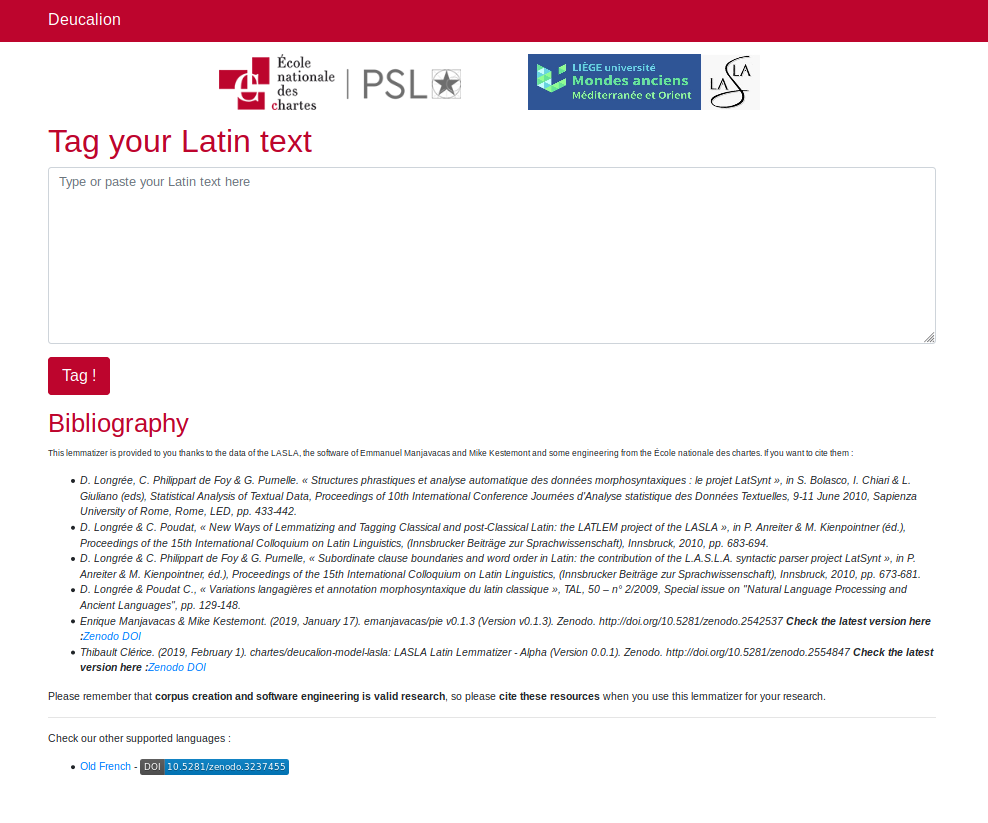 Deucalion
École
nationale
des
chartes
PSL
LIÈGE université
Mondes anciens
Méditerranée et Orient
LASLA
Tag your Latin text
Type or paste your Latin text here
Tag !
Bibliography
This lemmatizer is provided to you thanks to the data of the LASLA, the software of Emmanuel Manjavacas and Mike Kestemont and some engineering from the École nationale des chartes. If you want to cite them :
D. Longrée, C. Philippart de Foy & G. Purnelle. « Structures phrastiques et analyse automatique des données morphosyntaxiques : le projet LatSynt », in S. Bolasco, I. Chiari & L.
Giuliano (eds), Statistical Analysis of Textual Data, Proceedings of 10th International Conference Journées d'Analyse statistique des Données Textuelles, 9-11 June 2010, Sapienza
University of Rome, Rome, LED, pp. 433-442.
D. Longrée & C. Poudat, « New Ways of Lemmatizing and Tagging Classical and post-Classical Latin: the LATLEM project of the LASLA », in P. Anreiter & M. Kienpointner (éd.),
Proceedings of the 15th International Colloquium on Latin Linguistics, (Innsbrucker Beiträge zur Sprachwissenschaft), Innsbruck, 2010, pp. 683-694.
D. Longrée & C. Philippart de Foy & G. Purnelle, « Subordinate clause boundaries and word order in Latin: the contribution of the L.A.S.L.A. syntactic parser project LatSynt », in P.
Anreiter & M. Kienpointner, éd.), Proceedings of the 15th International Colloquium on Latin Linguistics, (Innsbrucker Beiträge zur Sprachwissenschaft), Innsbruck, 2010, pp. 673-681.
D. Longrée & Poudat C., « Variations langagières et annotation morphosyntaxique du latin classique », TAL, 50 – n° 2/2009, Special issue on "Natural Language Processing and
Ancient Languages", pp. 129-148.
Enrique Manjavacas & Mike Kestemont. (2019, January 17). emanjavacas/pie v0.1.3 (Version v0.1.3). Zenodo. http://doi.org/10.5281/zenodo.2542537 Check the latest version here
:Zenodo DOI
Thibault Clérice. (2019, February 1). chartes/deucalion-model-lasla: LASLA Latin Lemmatizer - Alpha (Version 0.0.1). Zenodo. http://doi.org/10.5281/zenodo.2554847 Check the latest
version here :Zenodo DOI
Please remember that corpus creation and software engineering is valid research, so please cite these resources when you use this lemmatizer for your research.
Check our other supported languages :
Old French - DOI 10.5281/zenodo.3237455